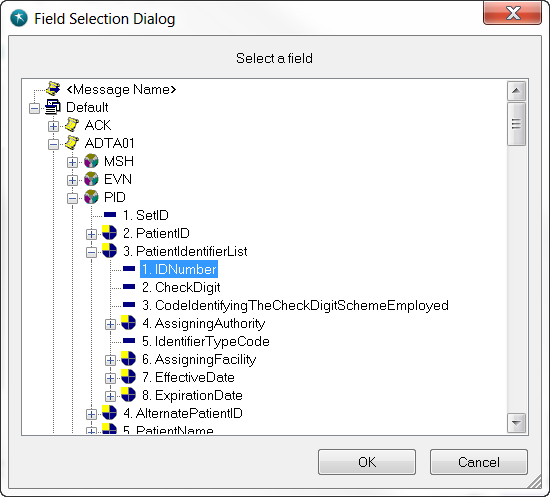 Field Selection Dialog
Select a field
<Message Name>
Default
ACK
ADTA01
MSH
EVN
PID
1. SetID
2. PatientID
3. PatientIdentifierList
1. IDNumber
2. CheckDigit
3. CodeIdentifyingTheCheckDigitSchemeEmployed
4. AssigningAuthority
5. IdentifierTypeCode
6. AssigningFacility
7. EffectiveDate
8. ExpirationDate
4. AlternatePatientID
5. PatientName
OK Cancel